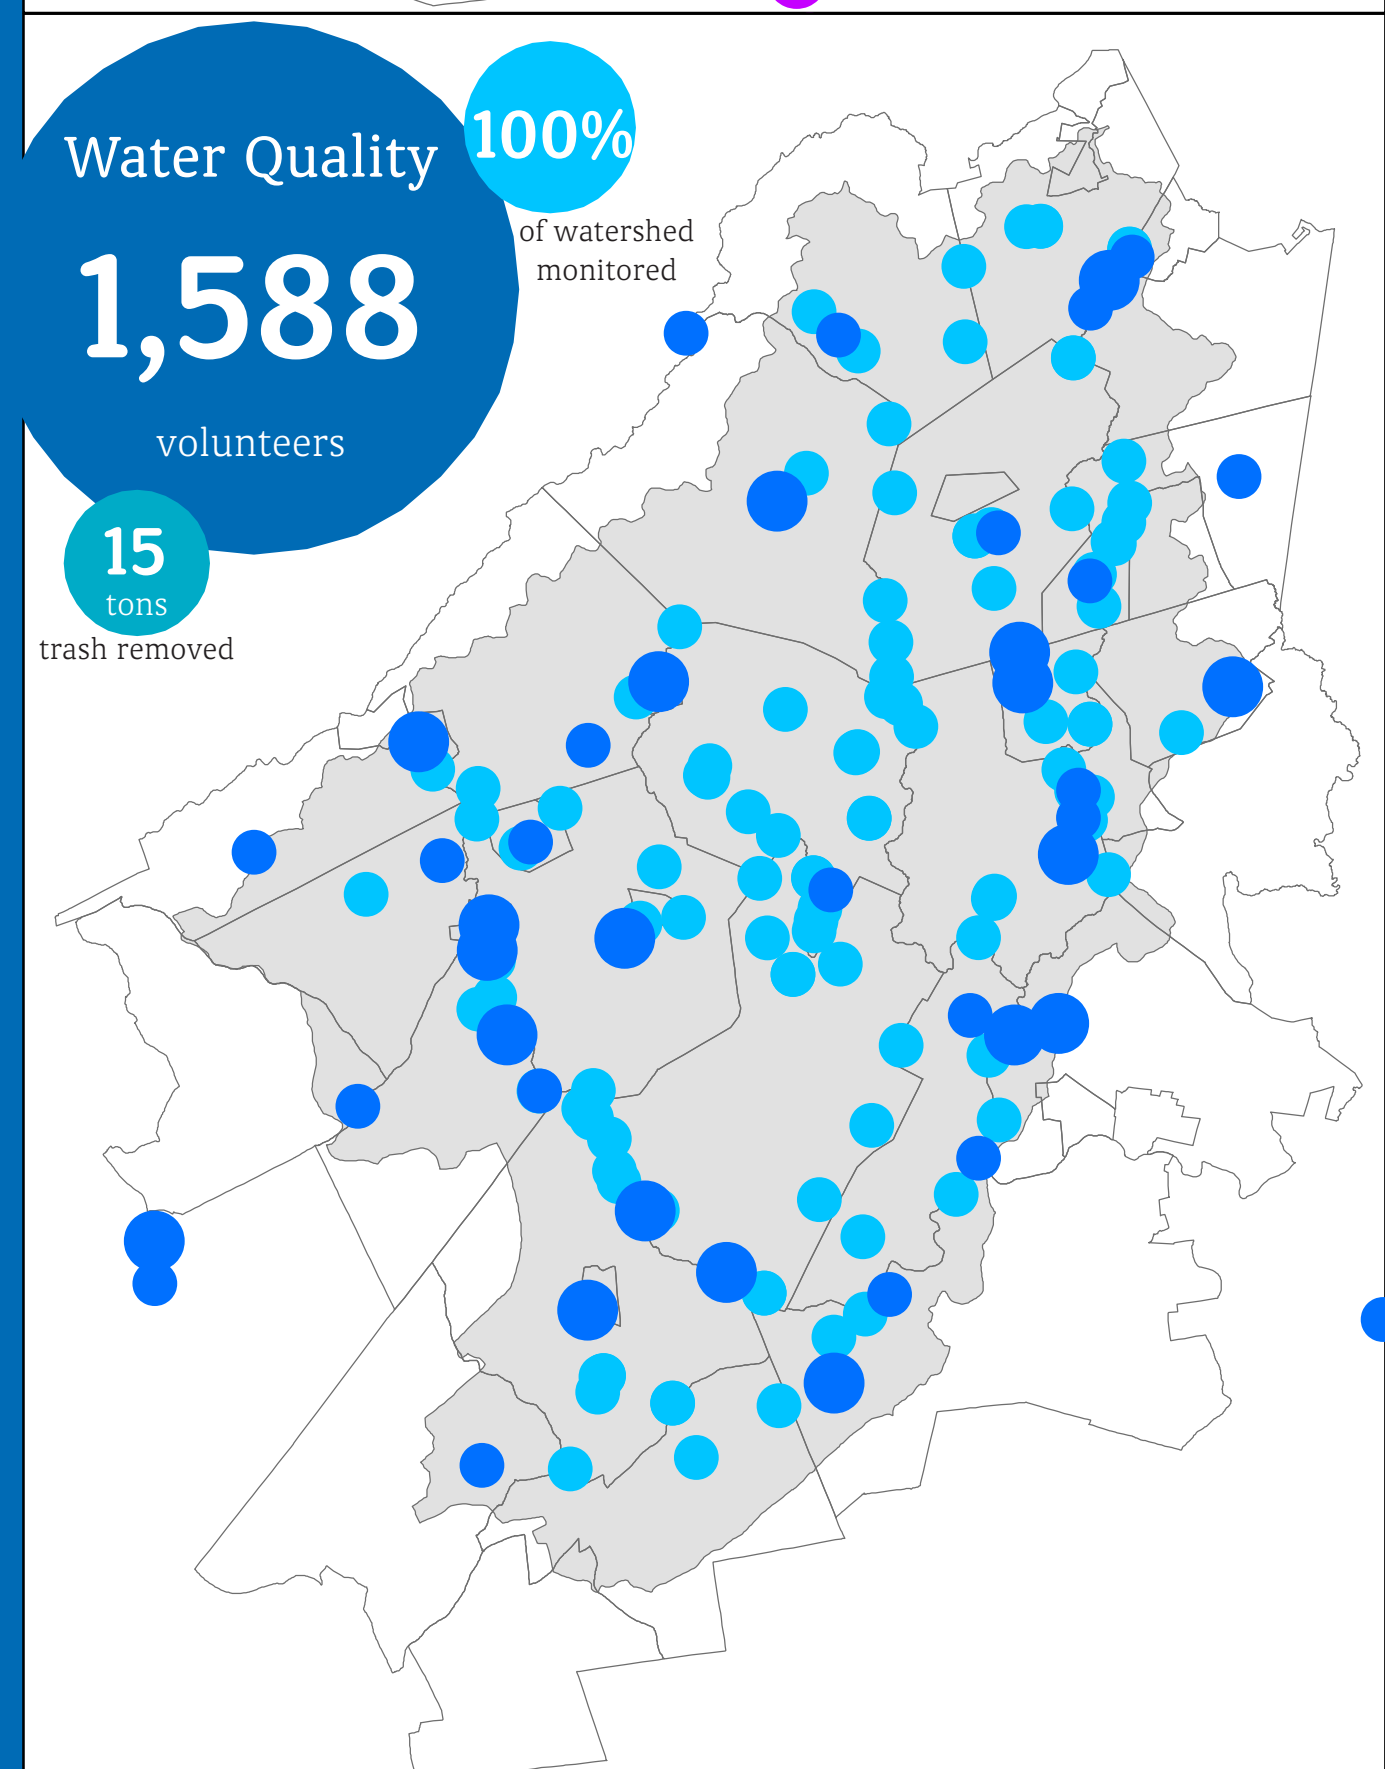 Water Quality
1,588
volunteers
100%
of watershed
monitored
15
tons
trash removed